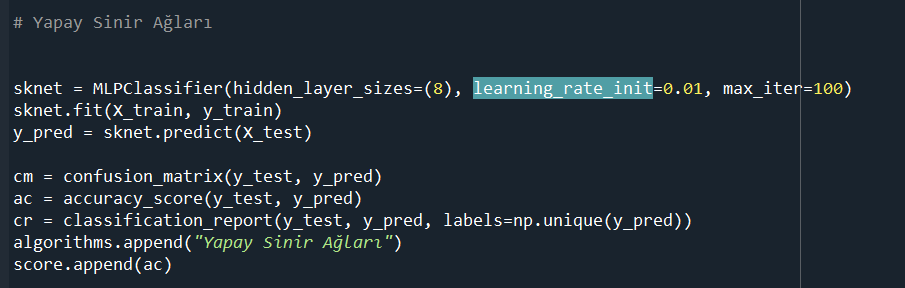 # Yapay Sinir Ağları
sknet = MLPClassifier(hidden_layer_sizes=(8), learning_rate_init=0.01, max_iter=100)
sknet.fit(X_train, y_train)
y_pred = sknet.predict(X_test)
cm = confusion_matrix(y_test, y_pred)
ac = accuracy_score(y_test, y_pred)
cr = classification_report(y_test, y_pred, labels=np.unique(y_pred))
algorithms.append("Yapay Sinir Ağları")
score.append(ac)